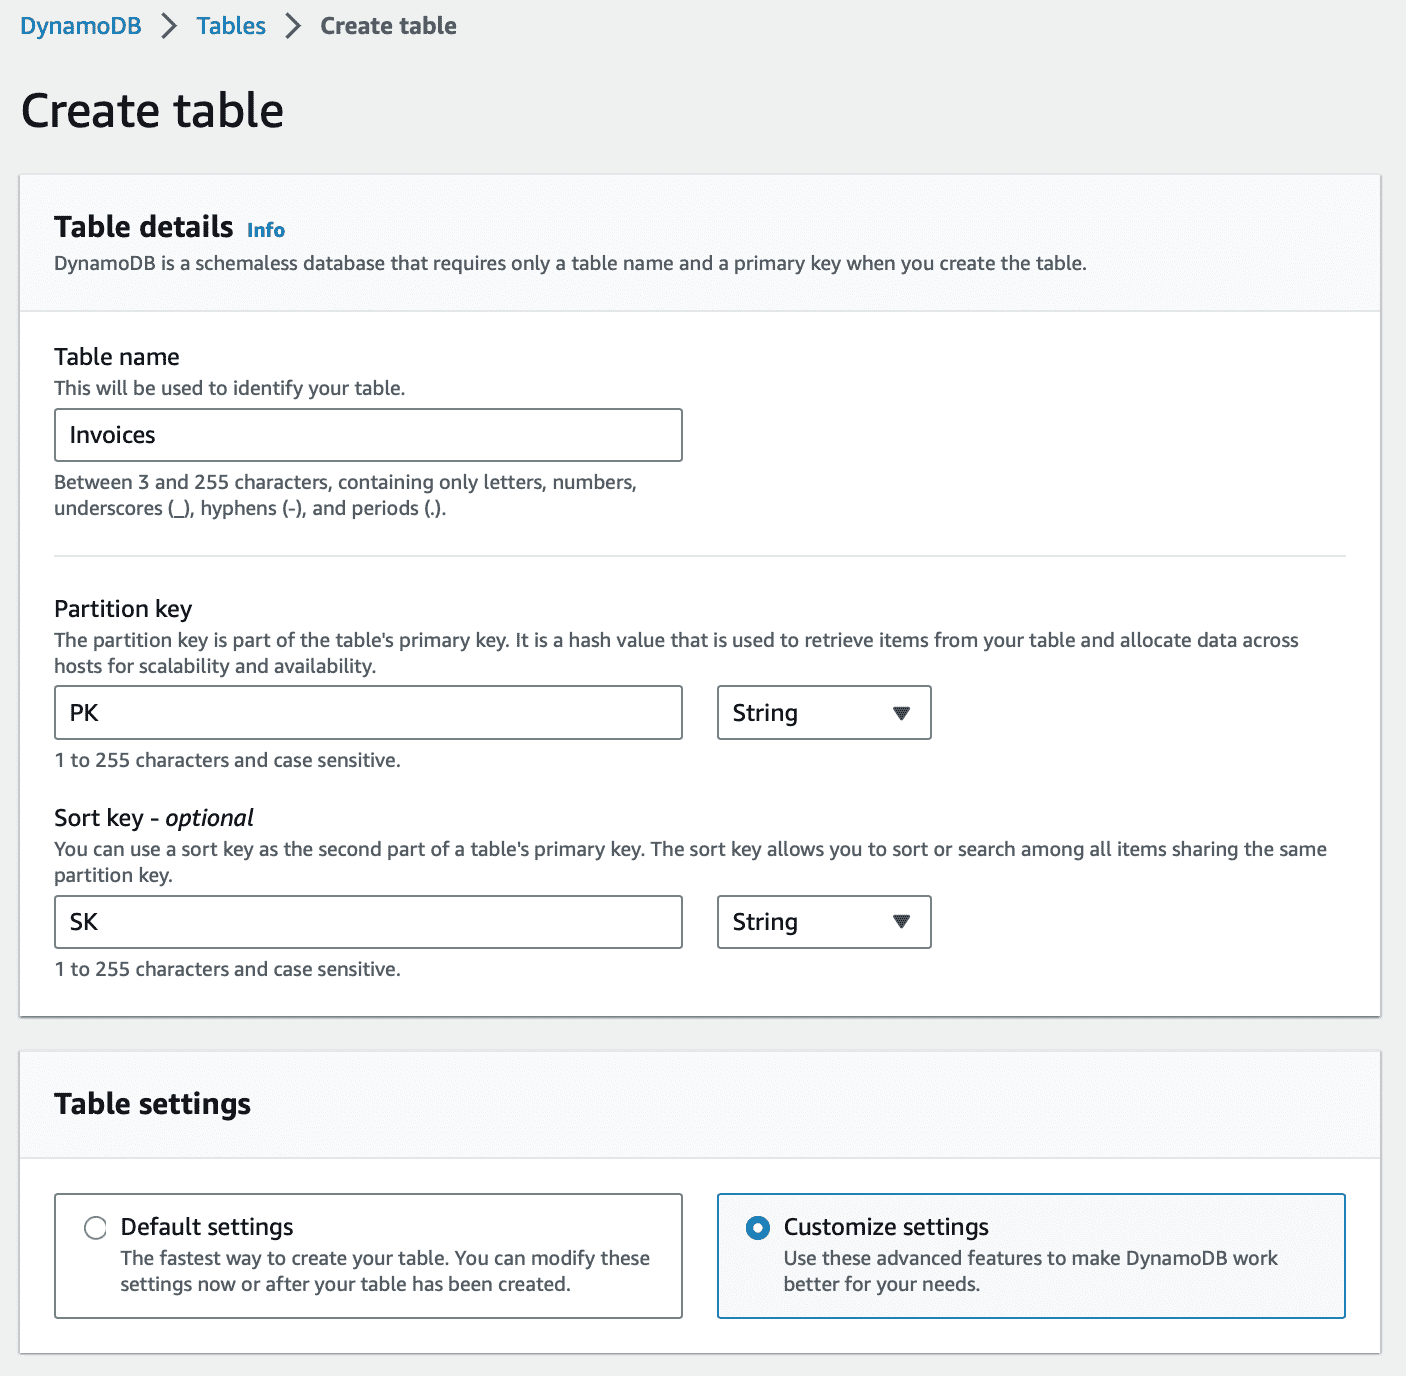 DynamoDB > Tables > Create table
Create table
Table details Info
DynamoDB is a schemaless database that requires only a table name and a primary key when you create the table.
Table name
This will be used to identify your table.
Invoices
Between 3 and 255 characters, containing only letters, numbers,
underscores (_), hyphens (-), and periods (.).
Partition key
The partition key is part of the table's primary key. It is a hash value that is used to retrieve items from your table and allocate data across
hosts for scalability and availability.
PK String
1 to 255 characters and case sensitive.
Sort key - optional
You can use a sort key as the second part of a table's primary key. The sort key allows you to sort or search among all items sharing the same
partition key.
SK String
1 to 255 characters and case sensitive.
Table settings
Default settings
The fastest way to create your table. You can modify these
settings now or after your table has been created.
Customize settings
Use these advanced features to make DynamoDB work
better for your needs.